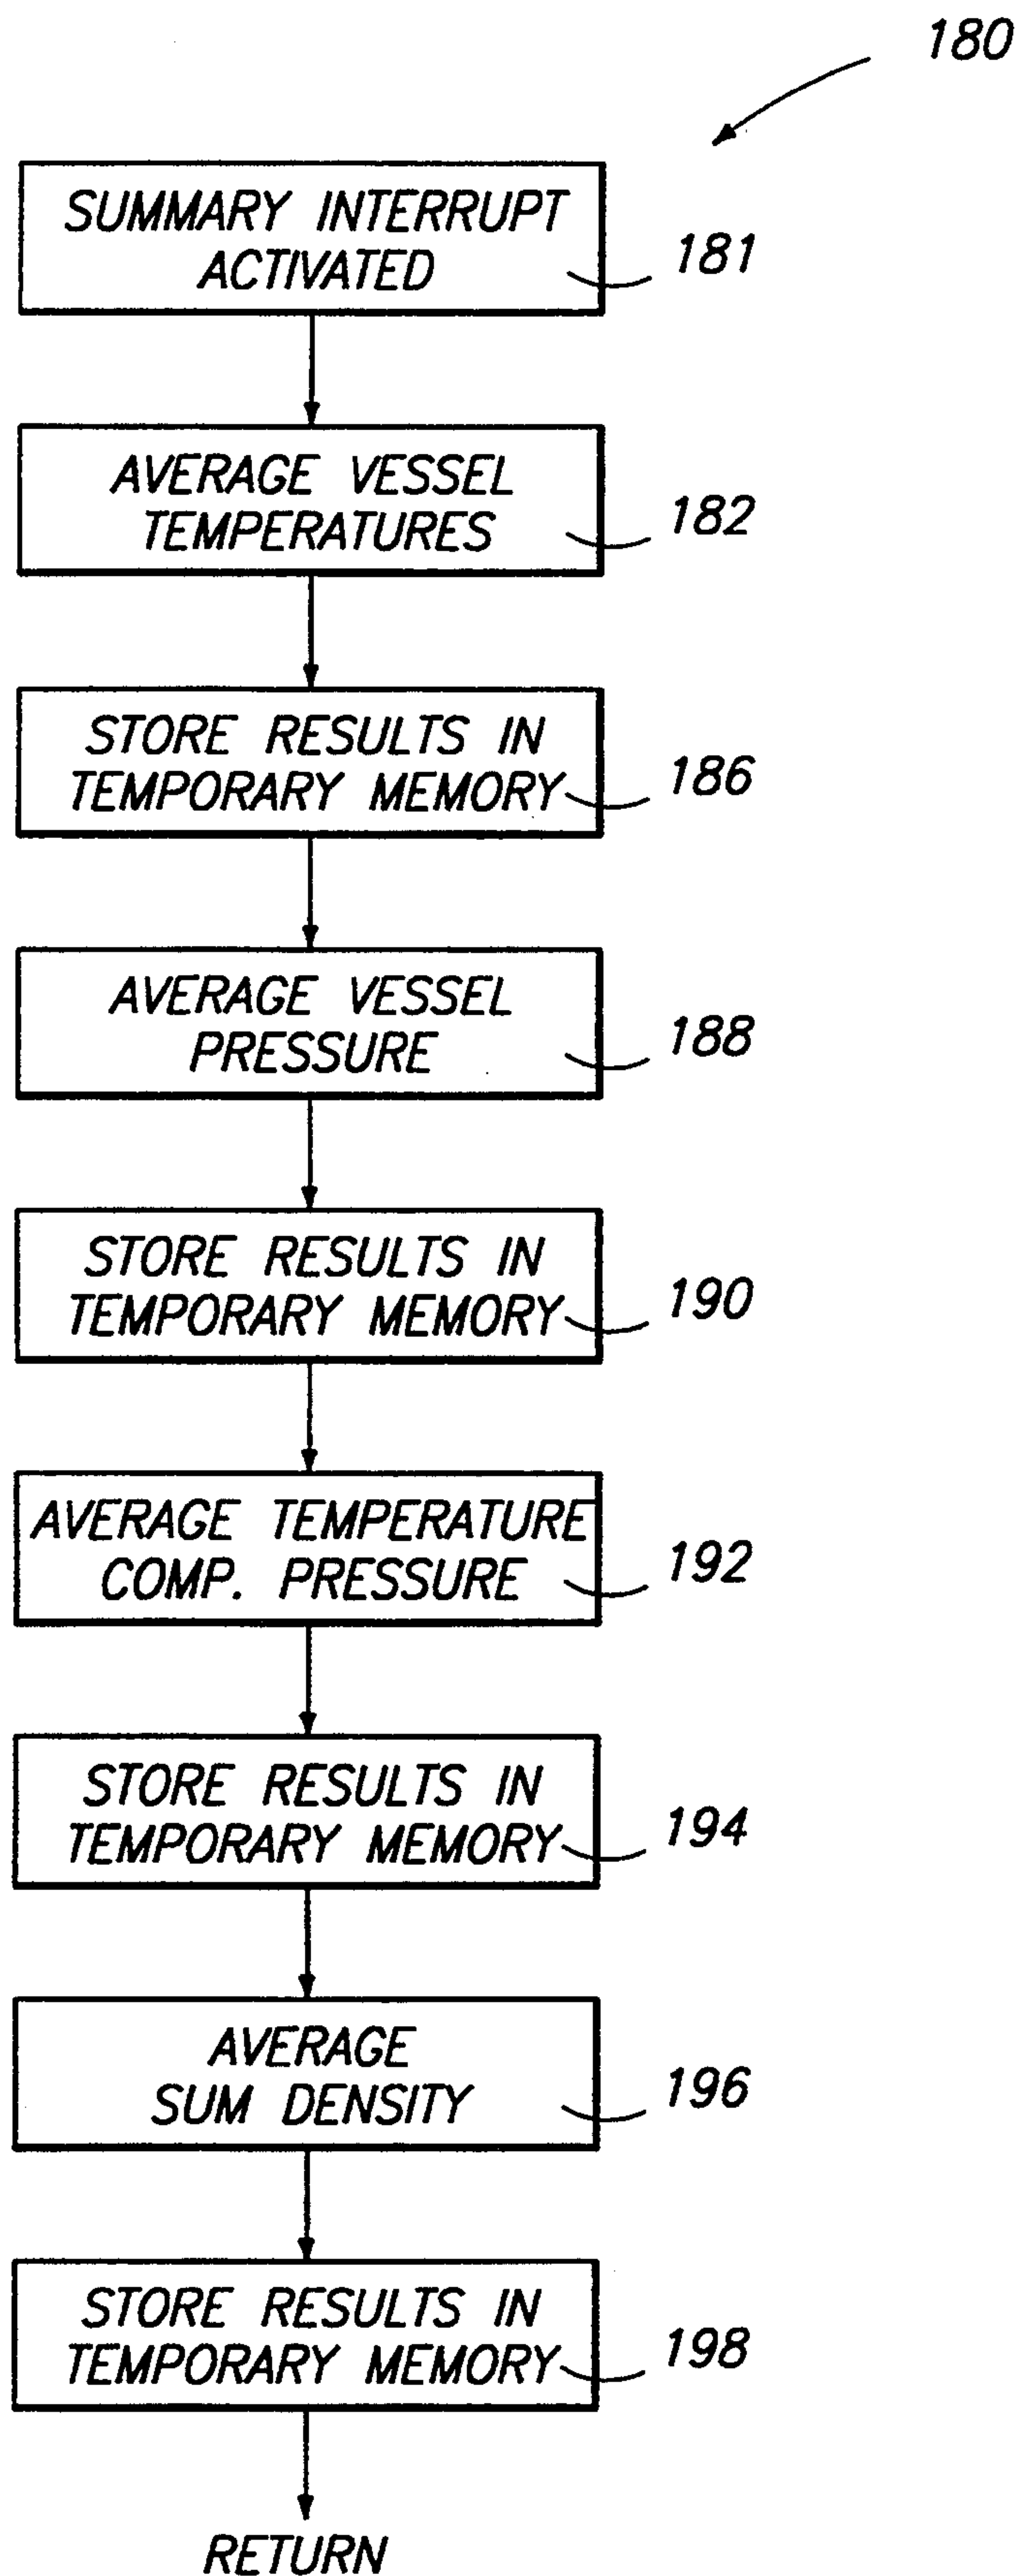 180
SUMMARY INTERRUPT
ACTIVATED
181
AVERAGE VESSEL
TEMPERATURES
182
STORE RESULTS IN
TEMPORARY MEMORY
186
AVERAGE VESSEL
PRESSURE
188
STORE RESULTS IN
TEMPORARY MEMORY
190
AVERAGE TEMPERATURE
COMP. PRESSURE
192
STORE RESULTS IN
TEMPORARY MEMORY
194
AVERAGE
SUM DENSITY
196
STORE RESULTS IN
TEMPORARY MEMORY
198
RETURN